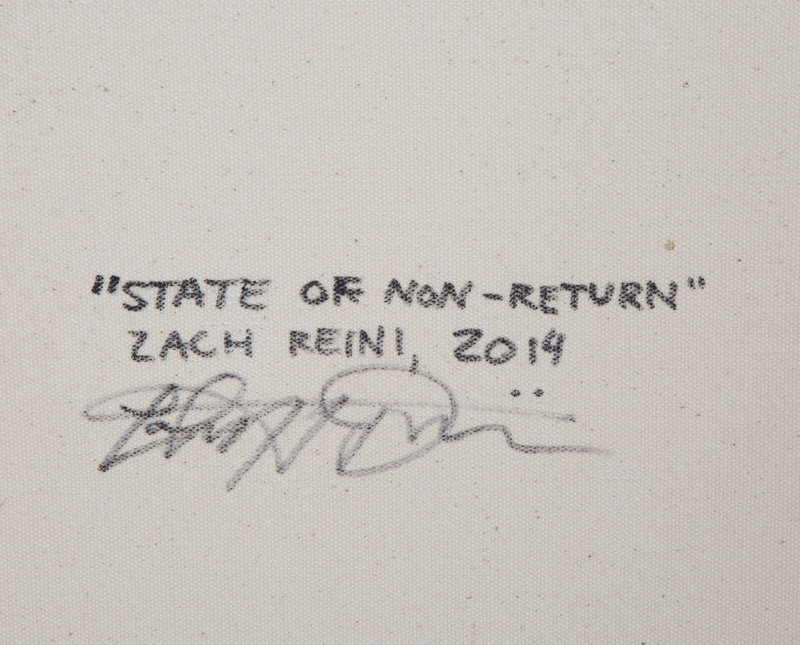 "STATE OF NON-RETURN"
ZACH REINI, 2014